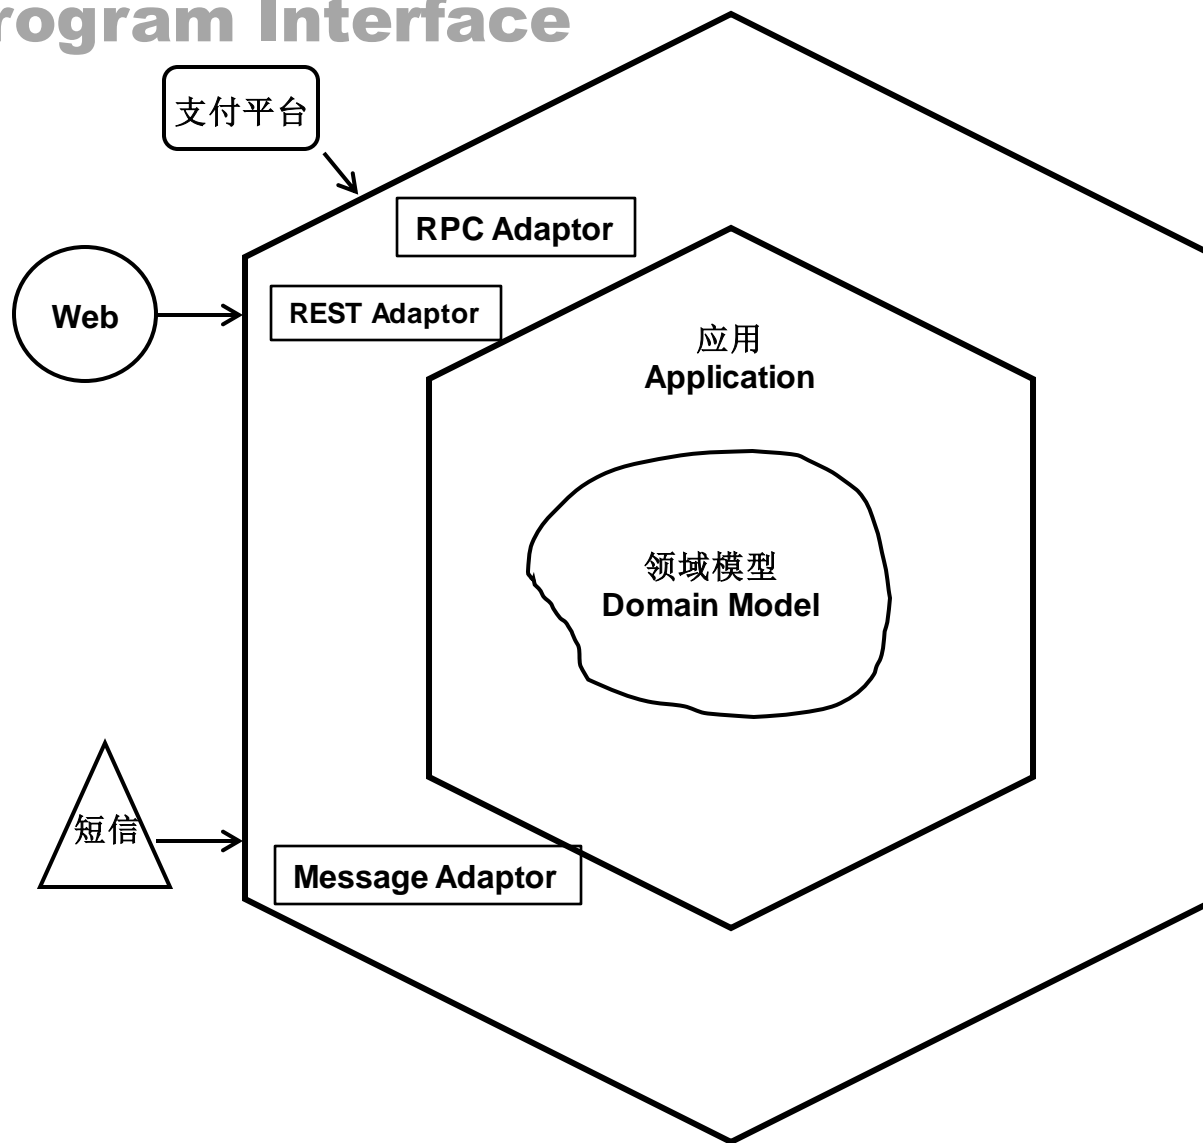 rogram Interface
支付平台
RPC Adaptor
Web
REST Adaptor
应用
Application
领域模型
Domain Model
短信
Message Adaptor